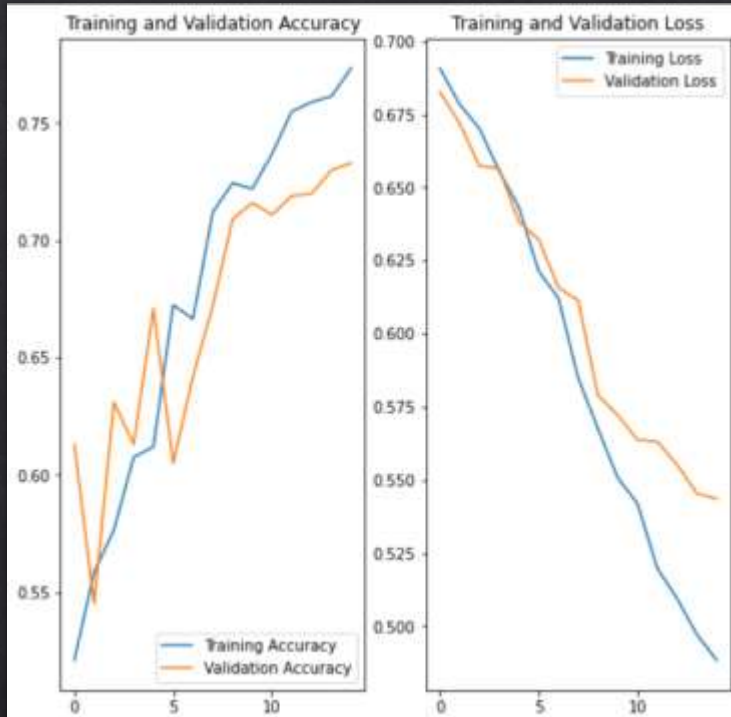 Training and Validation Accuracy
0.75
0.70
0.65
0.60
0.55
Training Accuracy
Validation Accuracy
0 5 10
Training and Validation Loss
0.700
Training Loss
Validation Loss
0.675
0.650
0.625
0.600
0.575
0.550
0.525
0.500
0 5 10